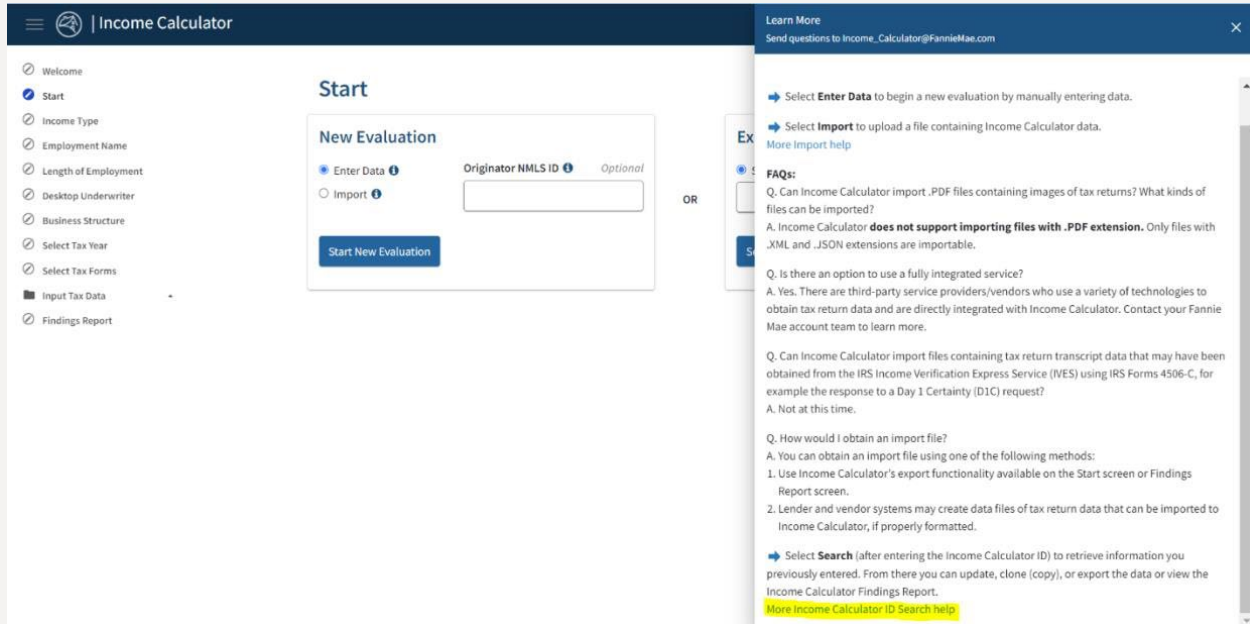 | Income Calculator
Welcome
Start
Income Type
Employment Name
Length of Employment
Desktop Underwriter
Business Structure
Select Tax Year
Select Tax Forms
Input Tax Data
Findings Report
Start
New Evaluation
Enter Data
Import
Originator NMLS ID
Optional
Start New Evaluation
OR
Ex
Learn More
Send questions to Income_Calculator@FannieMae.com
Select Enter Data to begin a new evaluation by manually entering data.
Select Import to upload a file containing Income Calculator data.
More Import help
FAQs:
Q. Can Income Calculator import .PDF files containing images of tax returns? What kinds of
files can be imported?
A. Income Calculator does not support importing files with .PDF extension. Only files with
.XML and .JSON extensions are importable.
Q. Is there an option to use a fully integrated service?
A. Yes. There are third-party service providers/vendors who use a variety of technologies to
obtain tax return data and are directly integrated with Income Calculator. Contact your Fannie
Mae account team to learn more.
Q. Can Income Calculator import files containing tax return transcript data that may have been
obtained from the IRS Income Verification Express Service (IVES) using IRS Forms 4506-C, for
example the response to a Day 1 Certainty (D1C) request?
A. Not at this time.
Q. How would I obtain an import file?
A. You can obtain an import file using one of the following methods:
1. Use Income Calculator's export functionality available on the Start screen or Findings
Report screen.
2. Lender and vendor systems may create data files of tax return data that can be imported to
Income Calculator, if properly formatted.
Select Search (after entering the Income Calculator ID) to retrieve information you
previously entered. From there you can update, clone (copy), or export the data or view the
Income Calculator Findings Report.
More Income Calculator ID Search help